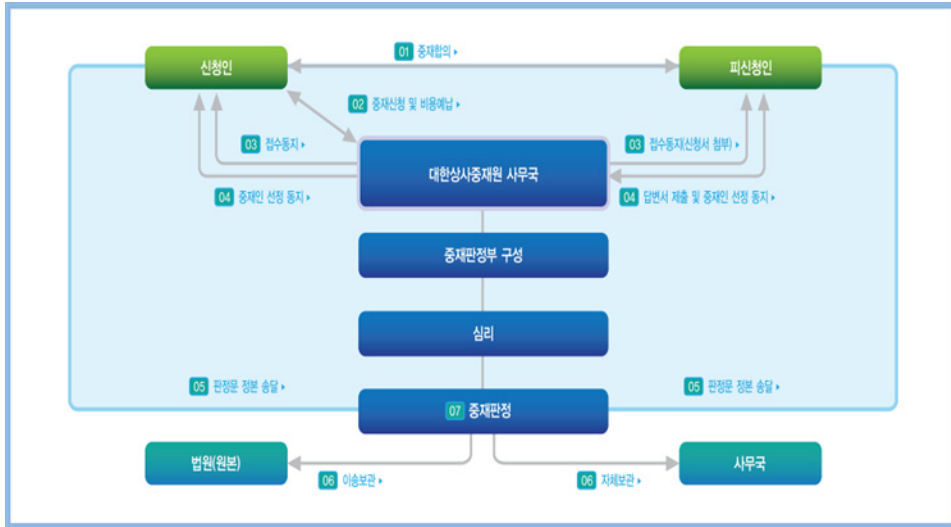 01 중재합의
신청인
피신청인
02 중재신청 및 비용예납
03 접수통지
03 접수통지(신청서 첨부)
대한상사중재원 사무국
04 중재인 선정 통지
04 답변서 제출 및 중재인 선정 통지
중재판정부 구성
심리
05 판정문 정본 송달
05 판정문 정본 송달
07 중재판정
법원(원본)
사무국
06 이송보관
06 자체보관